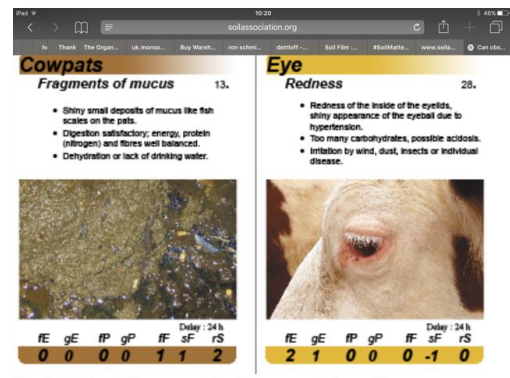 iPad
10:20
46%
soilassociation.org
hi Thank The Organ... uk.monso... Buy Wareh... ron schmi... dettloff -... Soil Film :... #SoilMatte... www.soila... Can obs...
Cowpats
Fragments of mucus 13.
• Shiny small deposits of mucus like fish
scales on the pats.
• Digestion satisfactory; energy, protein
(nitrogen) and fibres well balanced.
• Dehydration or lack of drinking water.
Delay : 24 h
fE gE fP gP fF sF rS
0 0 0 0 1 1 2
Eye
Redness 28.
• Redness of the inside of the eyelids,
shiny appearance of the eyeball due to
hypertension.
• Too many carbohydrates, possible acidosis.
• Irritation by wind, dust, insects or individual
disease.
Delay : 24 h
fE gE fP gP fF sF rS
2 1 0 0 0 -1 0